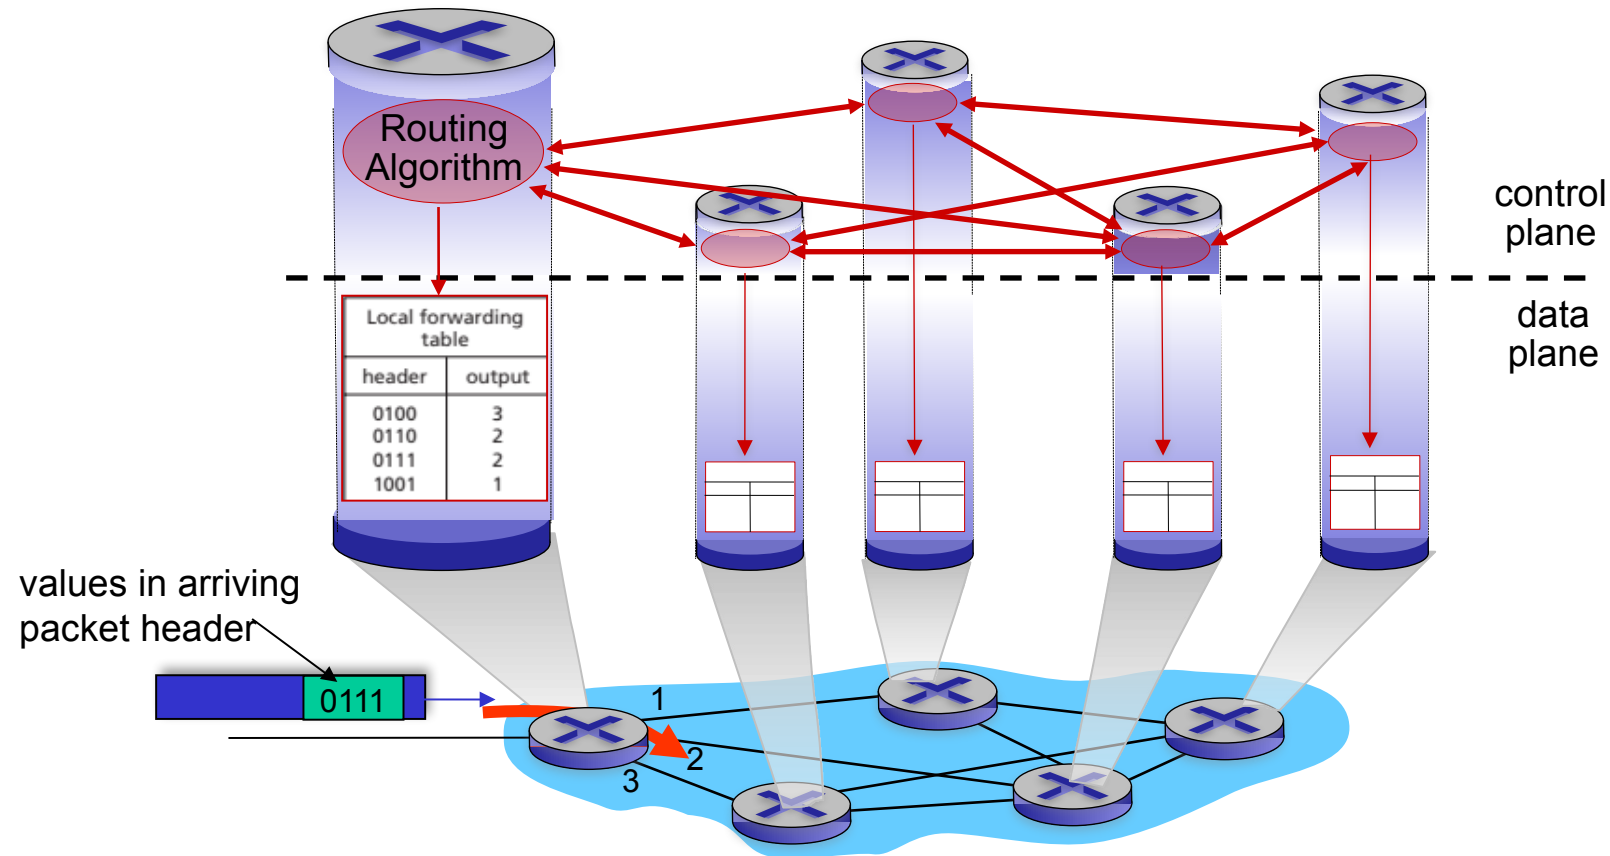 Routing
Algorithm
control
plane
data
plane
Local forwarding
table
header output
0100 3
0110 2
0111 2
1001 1
values in arriving
packet header
0111
1
2
3